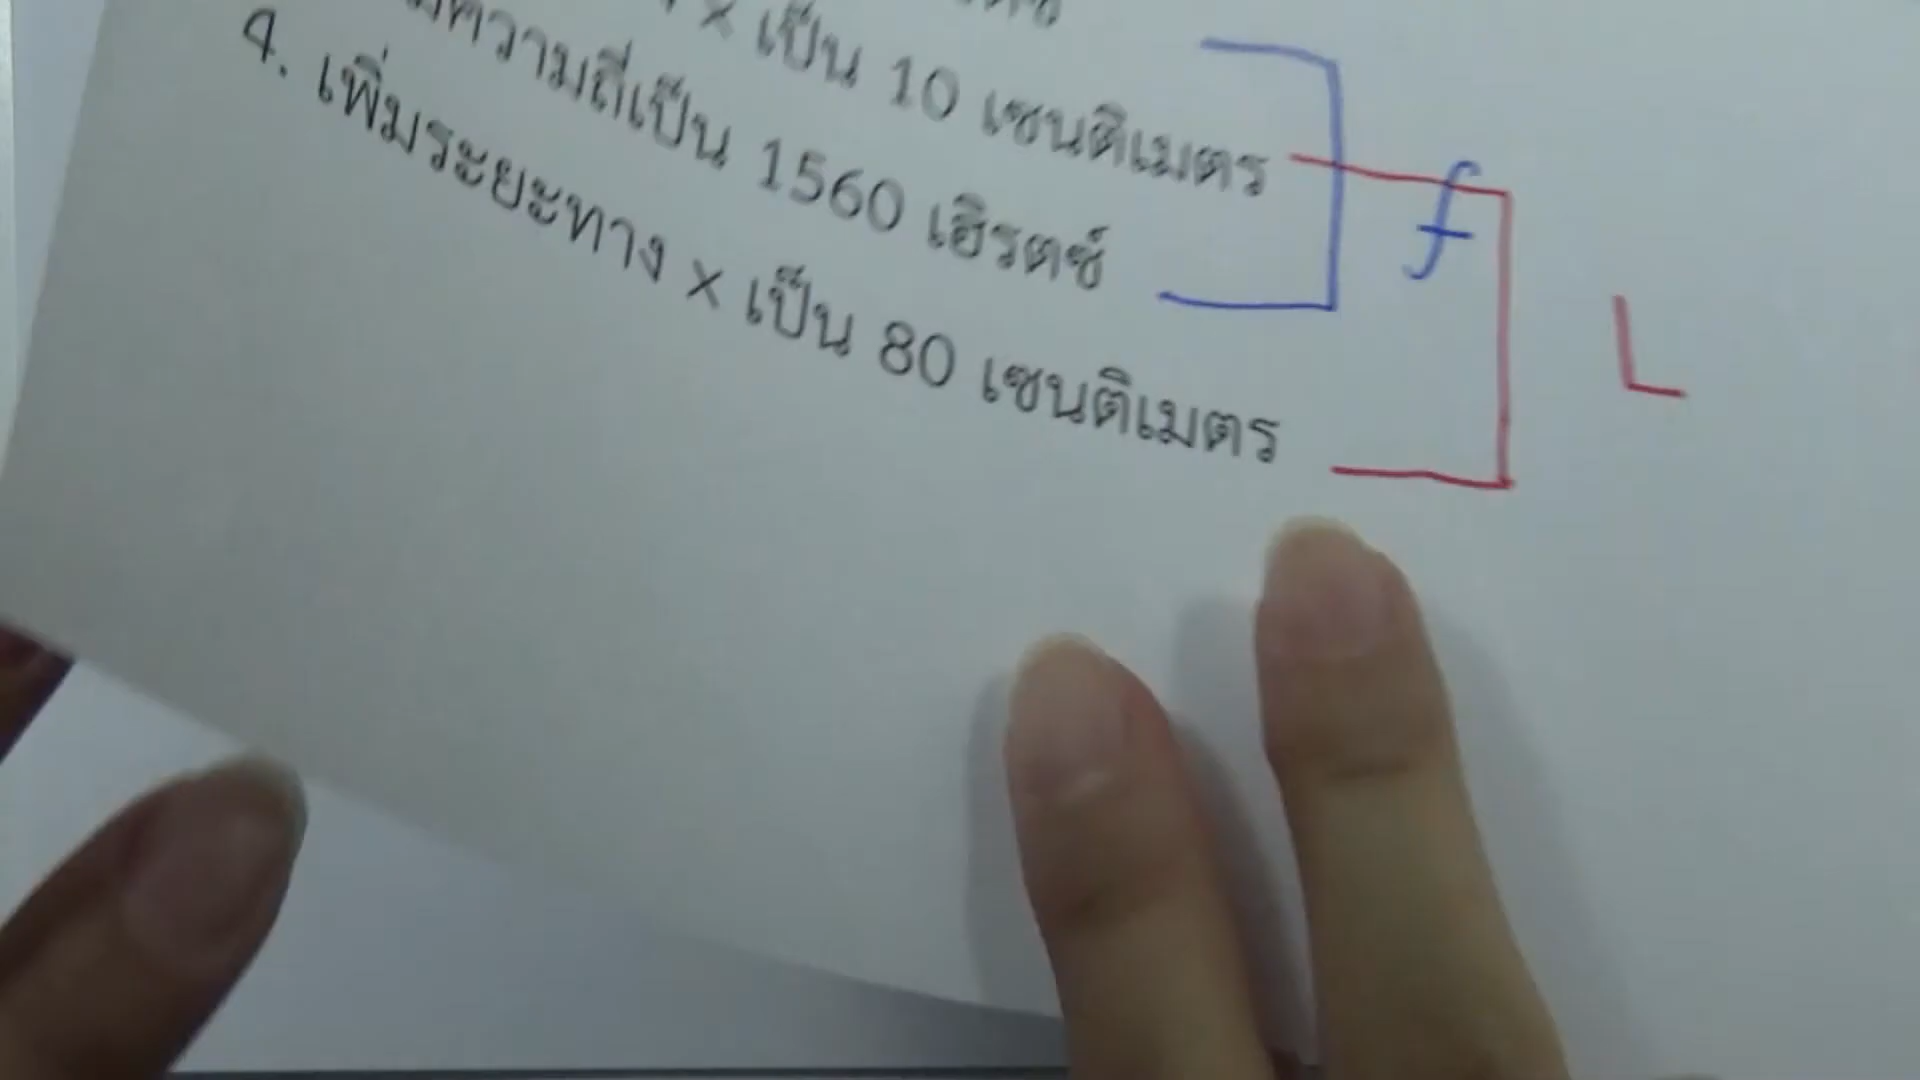 x เป็น 10 เซนติเมตร
ความถี่เป็น 1560 เฮิรตซ์
4. เพิ่มระยะทาง x เป็น 80 เซนติเมตร
f
L